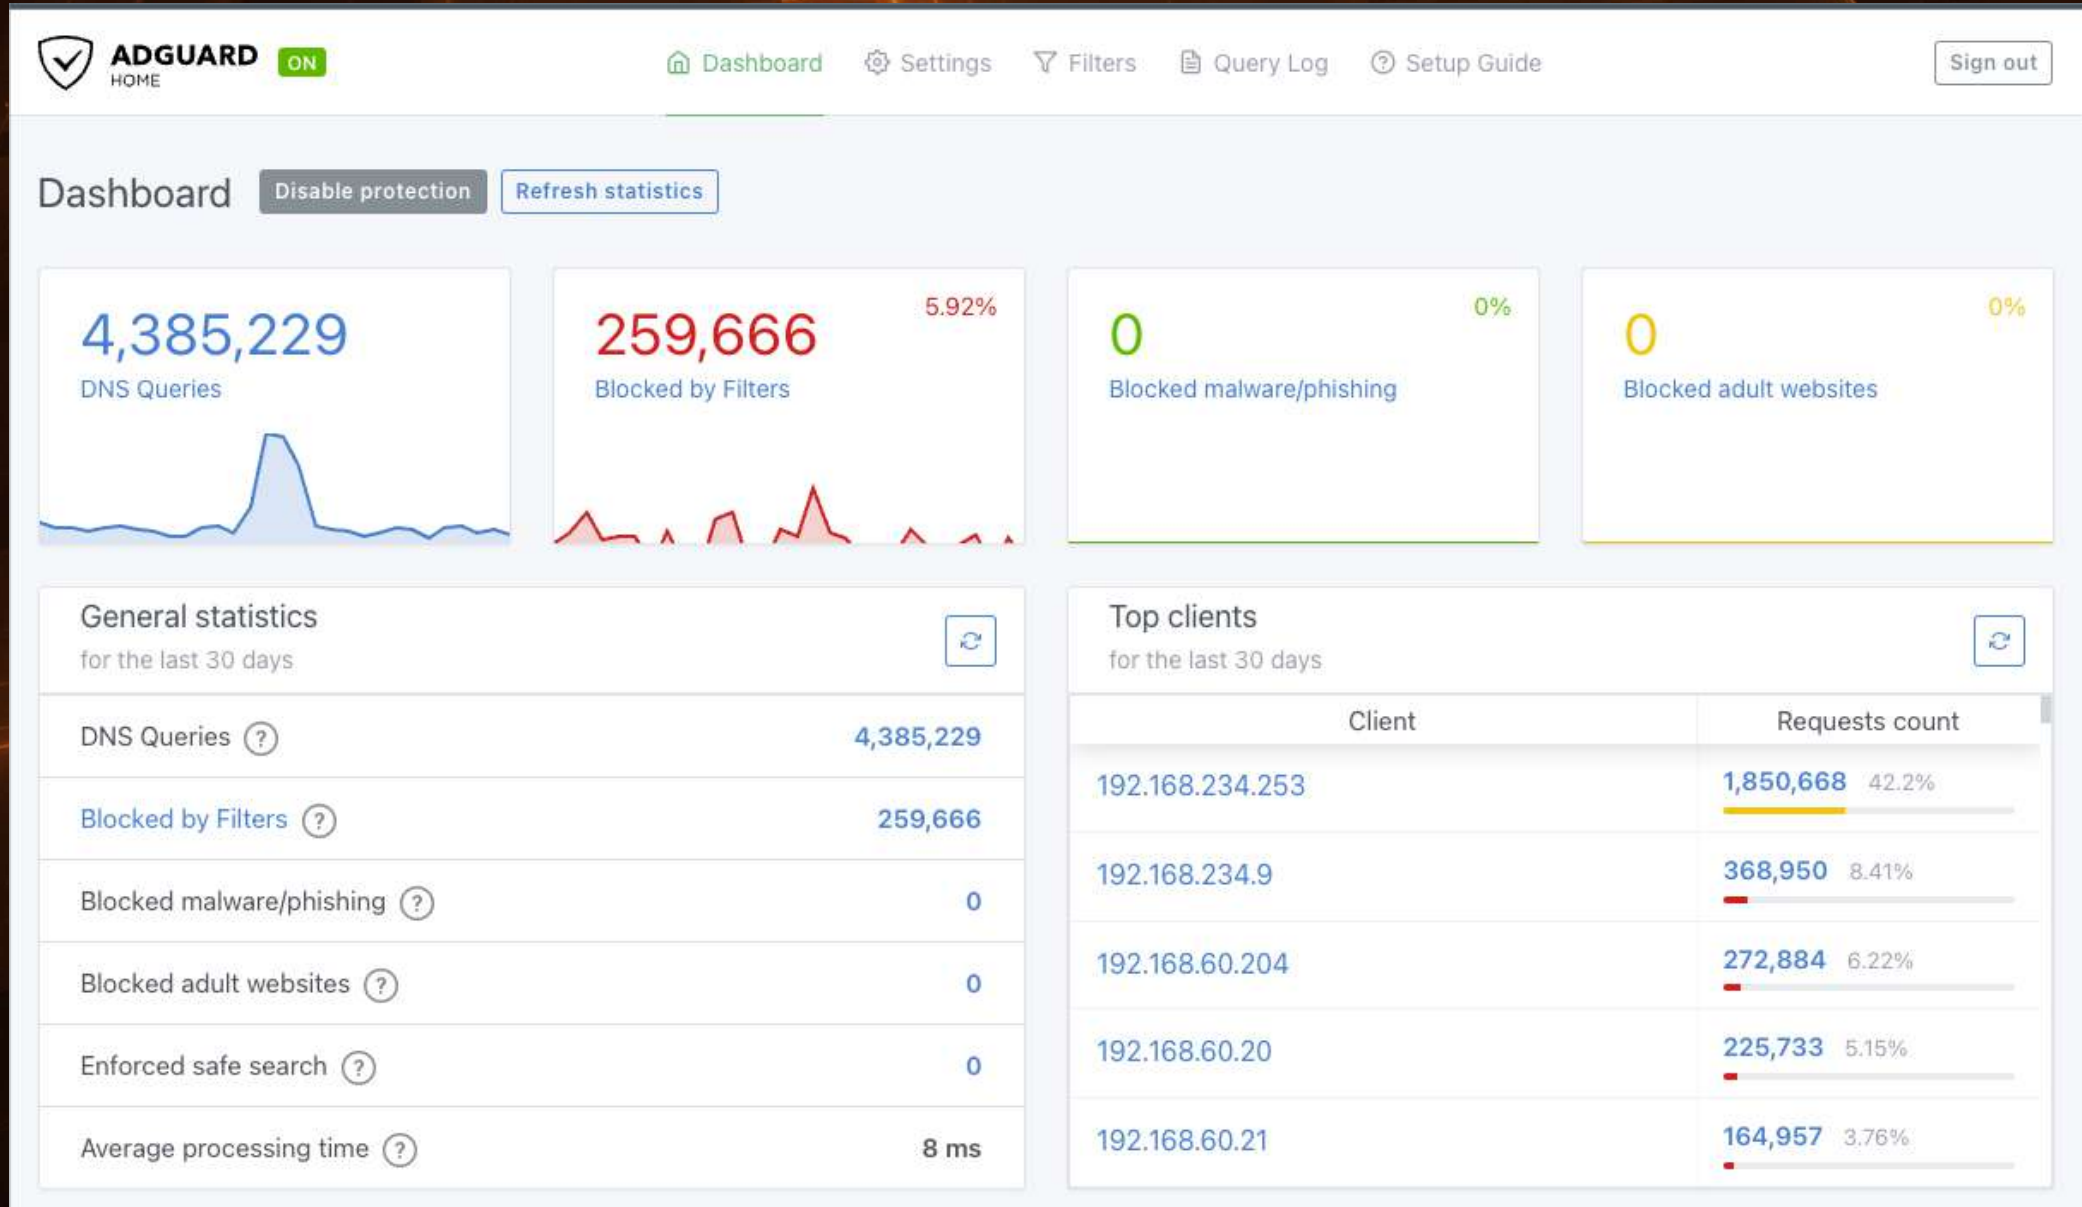 ADGUARD ON
HOME
Dashboard Settings Filters Query Log Setup Guide Sign out
Dashboard Disable protection Refresh statistics
4,385,229
DNS Queries
259,666 5.92%
Blocked by Filters
0 0%
Blocked malware/phishing
0 0%
Blocked adult websites
General statistics
for the last 30 days
DNS Queries ? 4,385,229
Blocked by Filters ? 259,666
Blocked malware/phishing ? 0
Blocked adult websites ? 0
Enforced safe search ? 0
Average processing time ? 8 ms
Top clients
for the last 30 days
Client Requests count
192.168.234.253 1,850,668 42.2%
192.168.234.9 368,950 8.41%
192.168.60.204 272,884 6.22%
192.168.60.20 225,733 5.15%
192.168.60.21 164,957 3.76%